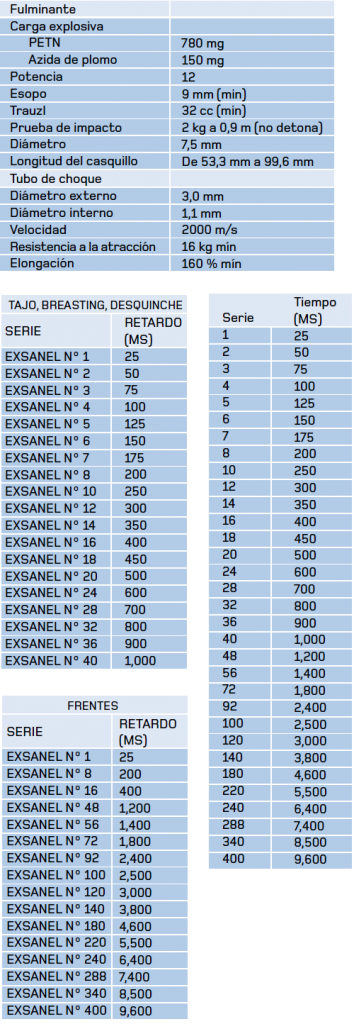 Fulminante
Carga explosiva
PETN 780 mg
Azida de plomo 150 mg
Potencia 12
Esopo 9 mm (min)
Trauzl 32 cc (min)
Prueba de impacto 2 kg a 0,9 m (no detona)
Diámetro 7,5 mm
Longitud del casquillo De 53,3 mm a 99,6 mm
Tubo de choque
Diámetro externo 3,0 mm
Diámetro interno 1,1 mm
Velocidad 2000 m/s
Resistencia a la atracción 16 kg mín
Elongación 160 % mín
TAJO, BREASTING, DESQUINCHE
SERIE RETARDO (MS)
EXSANEL N° 1 25
EXSANEL N° 2 50
EXSANEL N° 3 75
EXSANEL N° 4 100
EXSANEL N° 5 125
EXSANEL N° 6 150
EXSANEL N° 7 175
EXSANEL N° 8 200
EXSANEL N° 10 250
EXSANEL N° 12 300
EXSANEL N° 14 350
EXSANEL N° 16 400
EXSANEL N° 18 450
EXSANEL N° 20 500
EXSANEL N° 24 600
EXSANEL N° 28 700
EXSANEL N° 32 800
EXSANEL N° 36 900
EXSANEL N° 40 1,000
FRENTES
SERIE RETARDO (MS)
EXSANEL N° 1 25
EXSANEL N° 8 200
EXSANEL N° 16 400
EXSANEL N° 48 1,200
EXSANEL N° 56 1,400
EXSANEL N° 72 1,800
EXSANEL N° 92 2,400
EXSANEL N° 100 2,500
EXSANEL N° 120 3,000
EXSANEL N° 140 3,800
EXSANEL N° 180 4,600
EXSANEL N° 220 5,500
EXSANEL N° 240 6,400
EXSANEL N° 288 7,400
EXSANEL N° 340 8,500
EXSANEL N° 400 9,600
Serie Tiempo (MS)
1 25
2 50
3 75
4 100
5 125
6 150
7 175
8 200
10 250
12 300
14 350
16 400
18 450
20 500
24 600
28 700
32 800
36 900
40 1,000
48 1,200
56 1,400
72 1,800
92 2,400
100 2,500
120 3,000
140 3,800
180 4,600
220 5,500
240 6,400
288 7,400
340 8,500
400 9,600